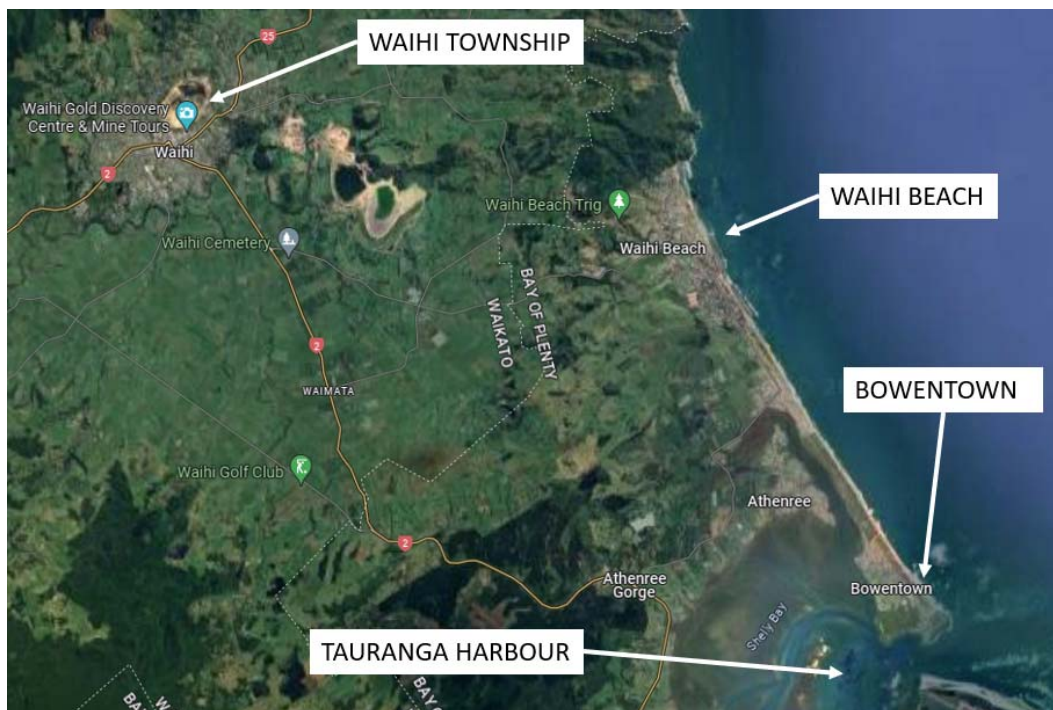 WAIHI TOWNSHIP
25
Waihi Gold Discovery
Centre & Mine Tours
Waihi
2
WAIHI BEACH
Waihi Beach Trig
Waihi Beach
Waihi Cemetery
BAY OF PLENTY
WAIKATO
2
WAIMATA
BOWENTOWN
Waihi Golf Club
Athenree
2
Athenree
Gorge
Bowentown
Shelly Bay
TAURANGA HARBOUR